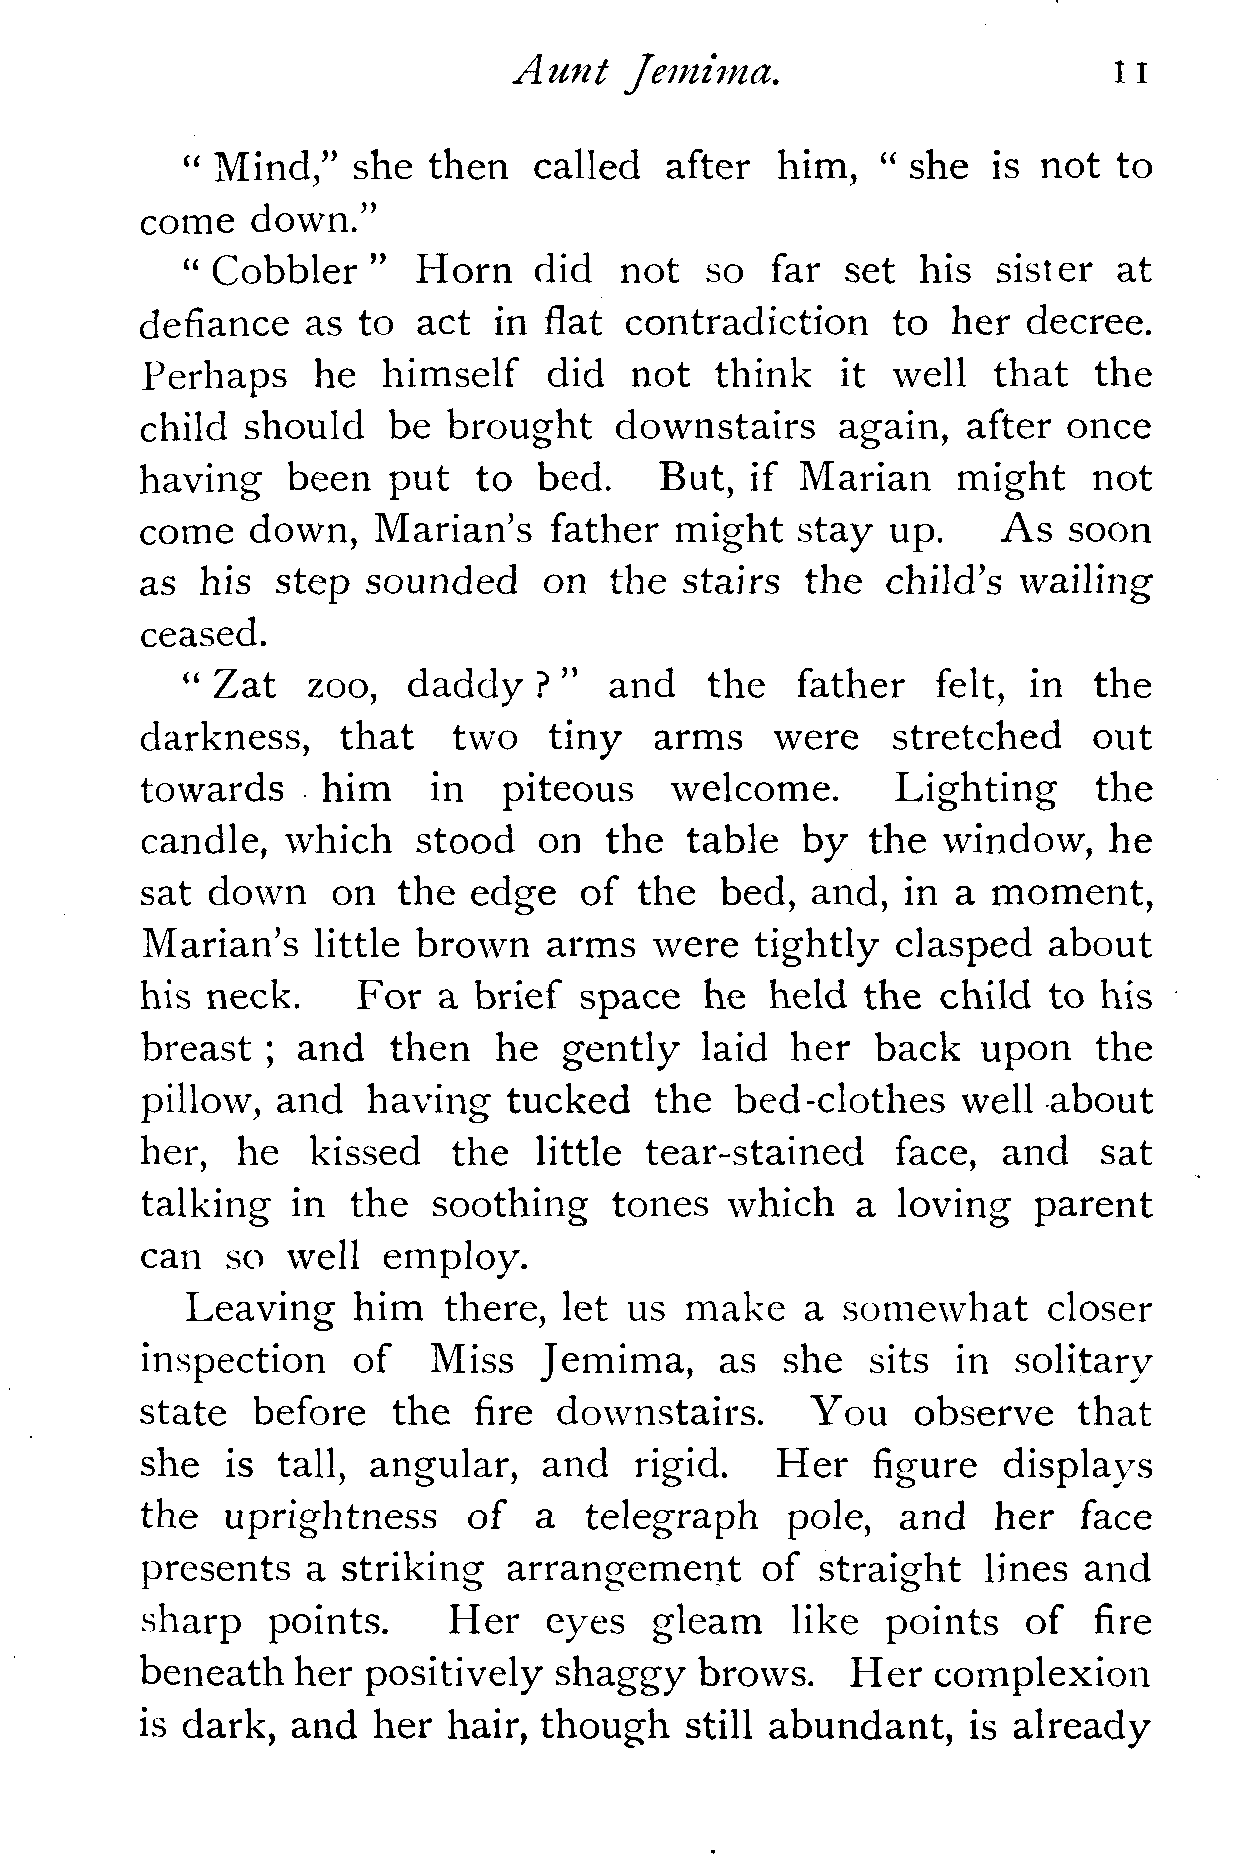 Aunt Jemima. 11
" Mind," she then called after him, " she is not to
come down."
" Cobbler " Horn did not so far set his sister at
defiance as to act in flat contradiction to her decree.
Perhaps he himself did not think it well that the
child should be brought downstairs again, after once
having been put to bed. But, if Marian might not
come down, Marian's father might stay up. As soon
as his step sounded on the stairs the child's wailing
ceased.
" Zat zoo, daddy ? " and the father felt, in the
darkness, that two tiny arms were stretched out
towards him in piteous welcome. Lighting the
candle, which stood on the table by the window, he
sat down on the edge of the bed, and, in a moment,
Marian's little brown arms were tightly clasped about
his neck. For a brief space he held the child to his
breast ; and then he gently laid her back upon the
pillow, and having tucked the bed-clothes well about
her, he kissed the little tear-stained face, and sat
talking in the soothing tones which a loving parent
can so well employ.
Leaving him there, let us make a somewhat closer
inspection of Miss Jemima, as she sits in solitary
state before the fire downstairs. You observe that
she is tall, angular, and rigid. Her figure displays
the uprightness of a telegraph pole, and her face
presents a striking arrangement of straight lines and
sharp points. Her eyes gleam like points of fire
beneath her positively shaggy brows. Her complexion
is dark, and her hair, though still abundant, is already